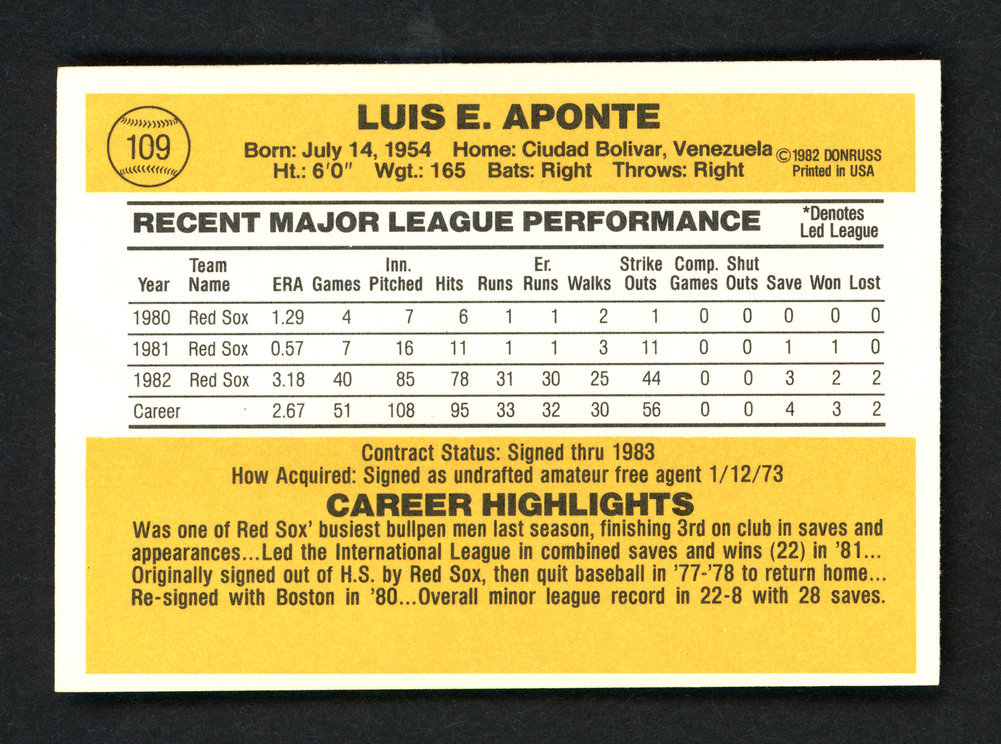 109
LUIS E. APONTE
Born: July 14, 1954 Home: Ciudad Bolivar, Venezuela
Ht.: 6'0" Wgt.: 165 Bats: Right Throws: Right
©1982 DONRUSS
Printed in USA
RECENT MAJOR LEAGUE PERFORMANCE
*Denotes
Led League
Year Team Name ERA Games Inn. Pitched Hits Runs Er. Runs Walks Strike Outs Comp. Games Shut Outs Save Won Lost
1980 Red Sox 1.29 4 7 6 1 1 2 1 0 0 0 0 0
1981 Red Sox 0.57 7 16 11 1 1 3 11 0 0 1 1 0
1982 Red Sox 3.18 40 85 78 31 30 25 44 0 0 3 2 2
Career 2.67 51 108 95 33 32 30 56 0 0 4 3 2
Contract Status: Signed thru 1983
How Acquired: Signed as undrafted amateur free agent 1/12/73
CAREER HIGHLIGHTS
Was one of Red Sox' busiest bullpen men last season, finishing 3rd on club in saves and
appearances...Led the International League in combined saves and wins (22) in '81...
Originally signed out of H.S. by Red Sox, then quit baseball in '77-'78 to return home...
Re-signed with Boston in '80...Overall minor league record in 22-8 with 28 saves.